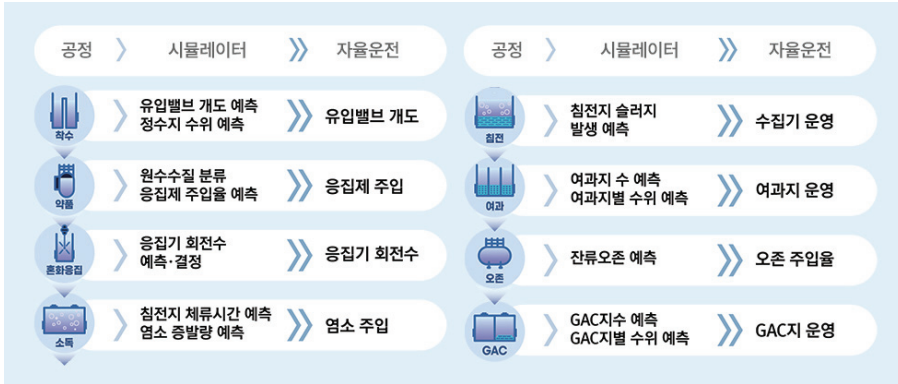 공정 시뮬레이터 자율운전
착수
유입밸브 개도 예측
정수지 수위 예측
유입밸브 개도
약품
원수수질 분류
응집제 주입율 예측
응집제 주입
혼화응집
응집기 회전수
예측·결정
응집기 회전수
소독
침전지 체류시간 예측
염소 증발량 예측
염소 주입
공정 시뮬레이터 자율운전
침전
침전지 슬러지
발생 예측
수집기 운영
여과
여과지 수 예측
여과지별 수위 예측
여과지 운영
오존
잔류오존 예측
오존 주입율
GAC
GAC지수 예측
GAC지별 수위 예측
GAC지 운영